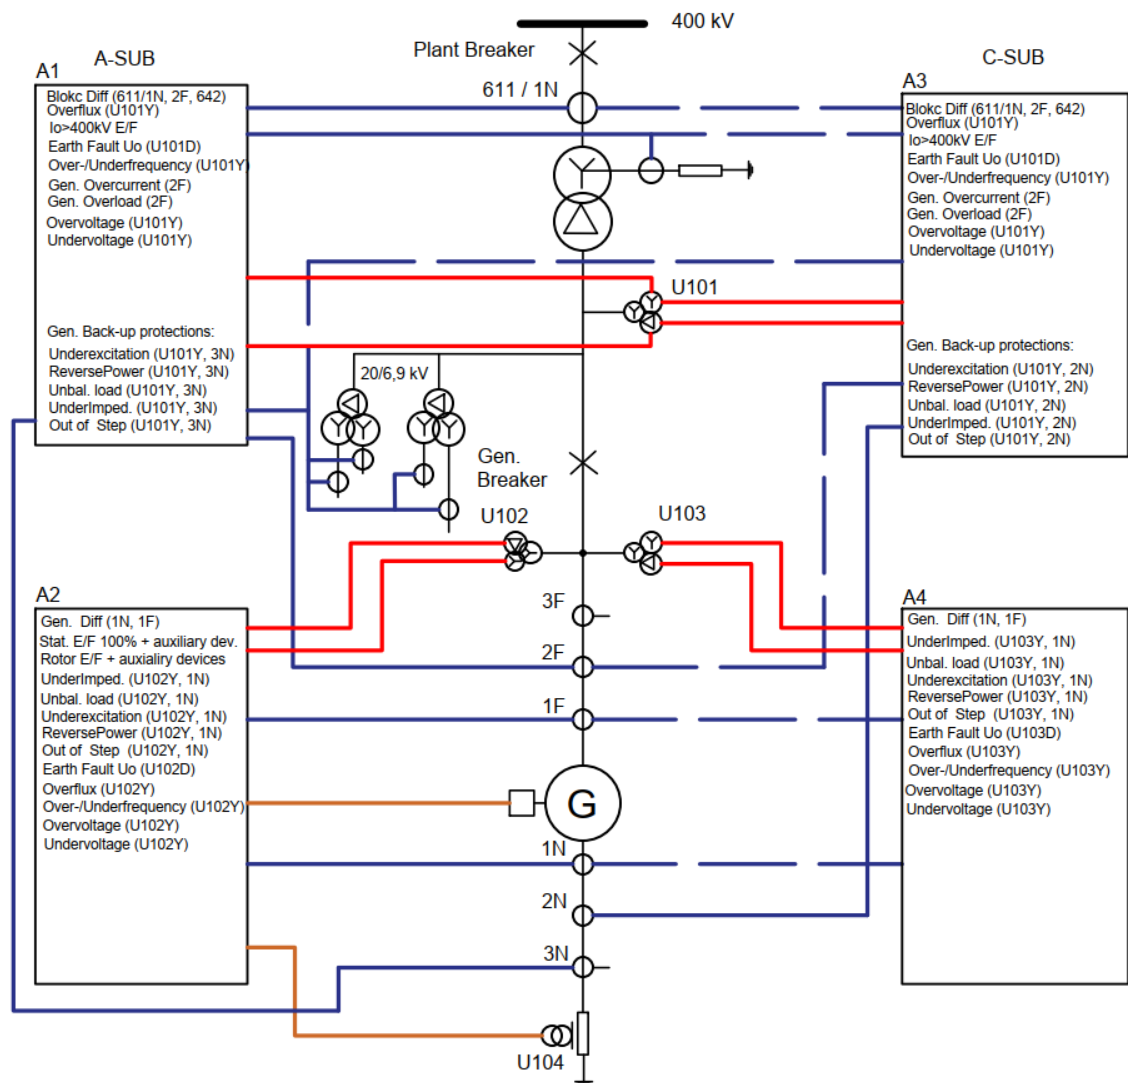 400 kV
Plant Breaker
A-SUB
C-SUB
A1
Blokc Diff (611/1N, 2F, 642)
Overflux (U101Y)
Io>400kV E/F
Earth Fault Uo (U101D)
Over-/Underfrequency (U101Y)
Gen. Overcurrent (2F)
Gen. Overload (2F)
Overvoltage (U101Y)
Undervoltage (U101Y)
Gen. Back-up protections:
Underexcitation (U101Y, 3N)
ReversePower (U101Y, 3N)
Unbal. load (U101Y, 3N)
UnderImped. (U101Y, 3N)
Out of Step (U101Y, 3N)
611 / 1N
A3
Blokc Diff (611/1N, 2F, 642)
Overflux (U101Y)
Io>400kV E/F
Earth Fault Uo (U101D)
Over-/Underfrequency (U101Y)
Gen. Overcurrent (2F)
Gen. Overload (2F)
Overvoltage (U101Y)
Undervoltage (U101Y)
Gen. Back-up protections:
Underexcitation (U101Y, 2N)
ReversePower (U101Y, 2N)
Unbal. load (U101Y, 2N)
UnderImped. (U101Y, 2N)
Out of Step (U101Y, 2N)
U101
20/6,9 kV
Gen.
Breaker
U102
U103
A2
Gen. Diff (1N, 1F)
Stat. E/F 100% + auxiliary dev.
Rotor E/F + auxialiry devices
UnderImped. (U102Y, 1N)
Unbal. load (U102Y, 1N)
Underexcitation (U102Y, 1N)
ReversePower (U102Y, 1N)
Out of Step (U102Y, 1N)
Earth Fault Uo (U102D)
Overflux (U102Y)
Over-/Underfrequency (U102Y)
Overvoltage (U102Y)
Undervoltage (U102Y)
3F
2F
1F
G
1N
2N
3N
U104
A4
Gen. Diff (1N, 1F)
UnderImped. (U103Y, 1N)
Unbal. load (U103Y, 1N)
Underexcitation (U103Y, 1N)
ReversePower (U103Y, 1N)
Out of Step (U103Y, 1N)
Earth Fault Uo (U103D)
Overflux (U103Y)
Over-/Underfrequency (U103Y)
Overvoltage (U103Y)
Undervoltage (U103Y)